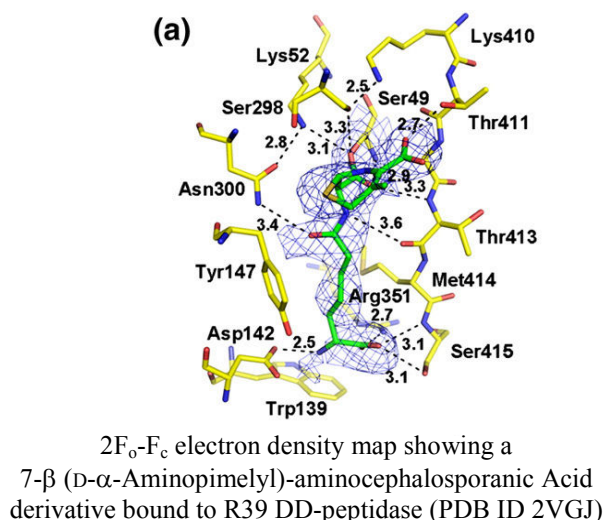 (a)
Lys52
Lys410
2.5
Ser49
Ser298
3.3
2.7
Thr411
2.8
3.1
2.9
3.3
Asn300
3.4
3.6
Thr413
Tyr147
Met414
Arg351
2.7
Asp142
2.5
3.1
Ser415
3.1
Trp139
2Fₒ-F꜀ electron density map showing a
7-β (D-α-Aminopimelyl)-aminocephalosporanic Acid
derivative bound to R39 DD-peptidase (PDB ID 2VGJ)